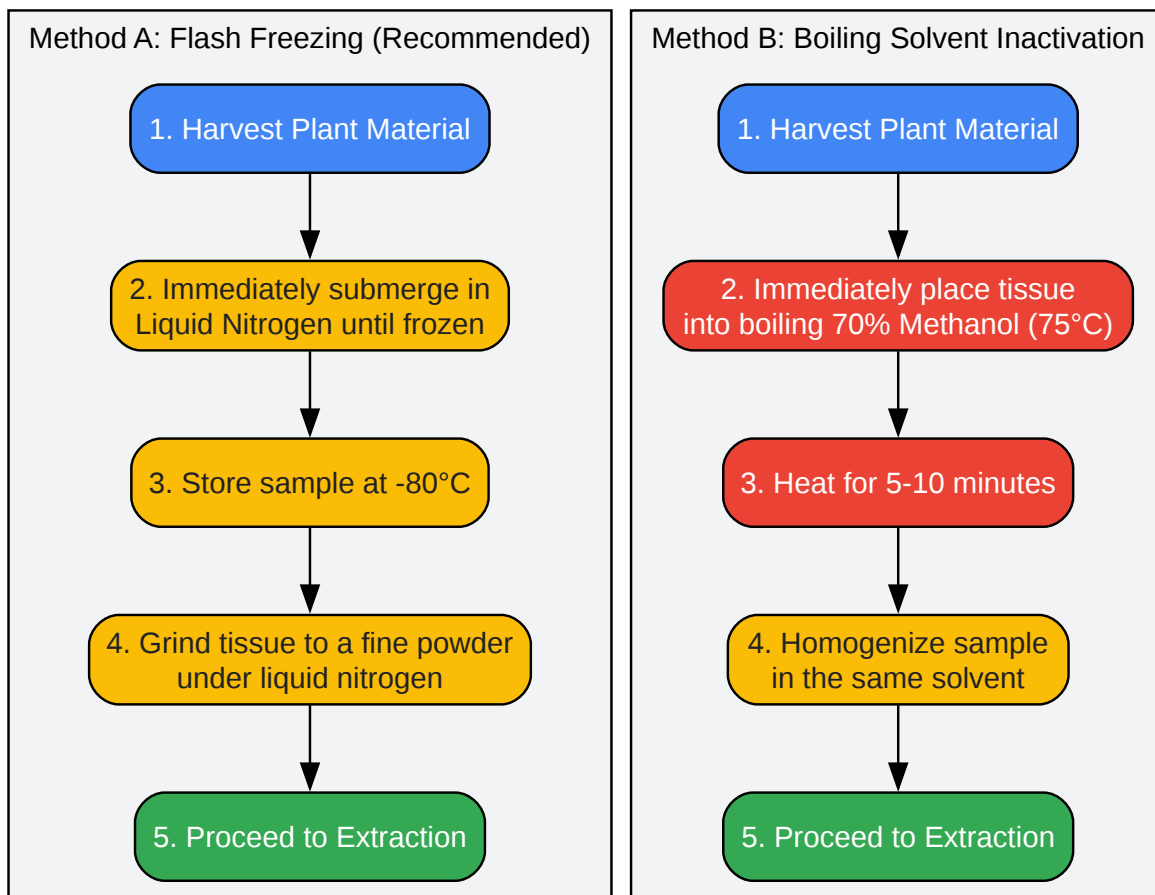 Method A: Flash Freezing (Recommended)
1. Harvest Plant Material
2. Immediately submerge in
Liquid Nitrogen until frozen
3. Store sample at -80°C
4. Grind tissue to a fine powder
under liquid nitrogen
5. Proceed to Extraction
Method B: Boiling Solvent Inactivation
1. Harvest Plant Material
2. Immediately place tissue
into boiling 70% Methanol (75°C)
3. Heat for 5-10 minutes
4. Homogenize sample
in the same solvent
5. Proceed to Extraction